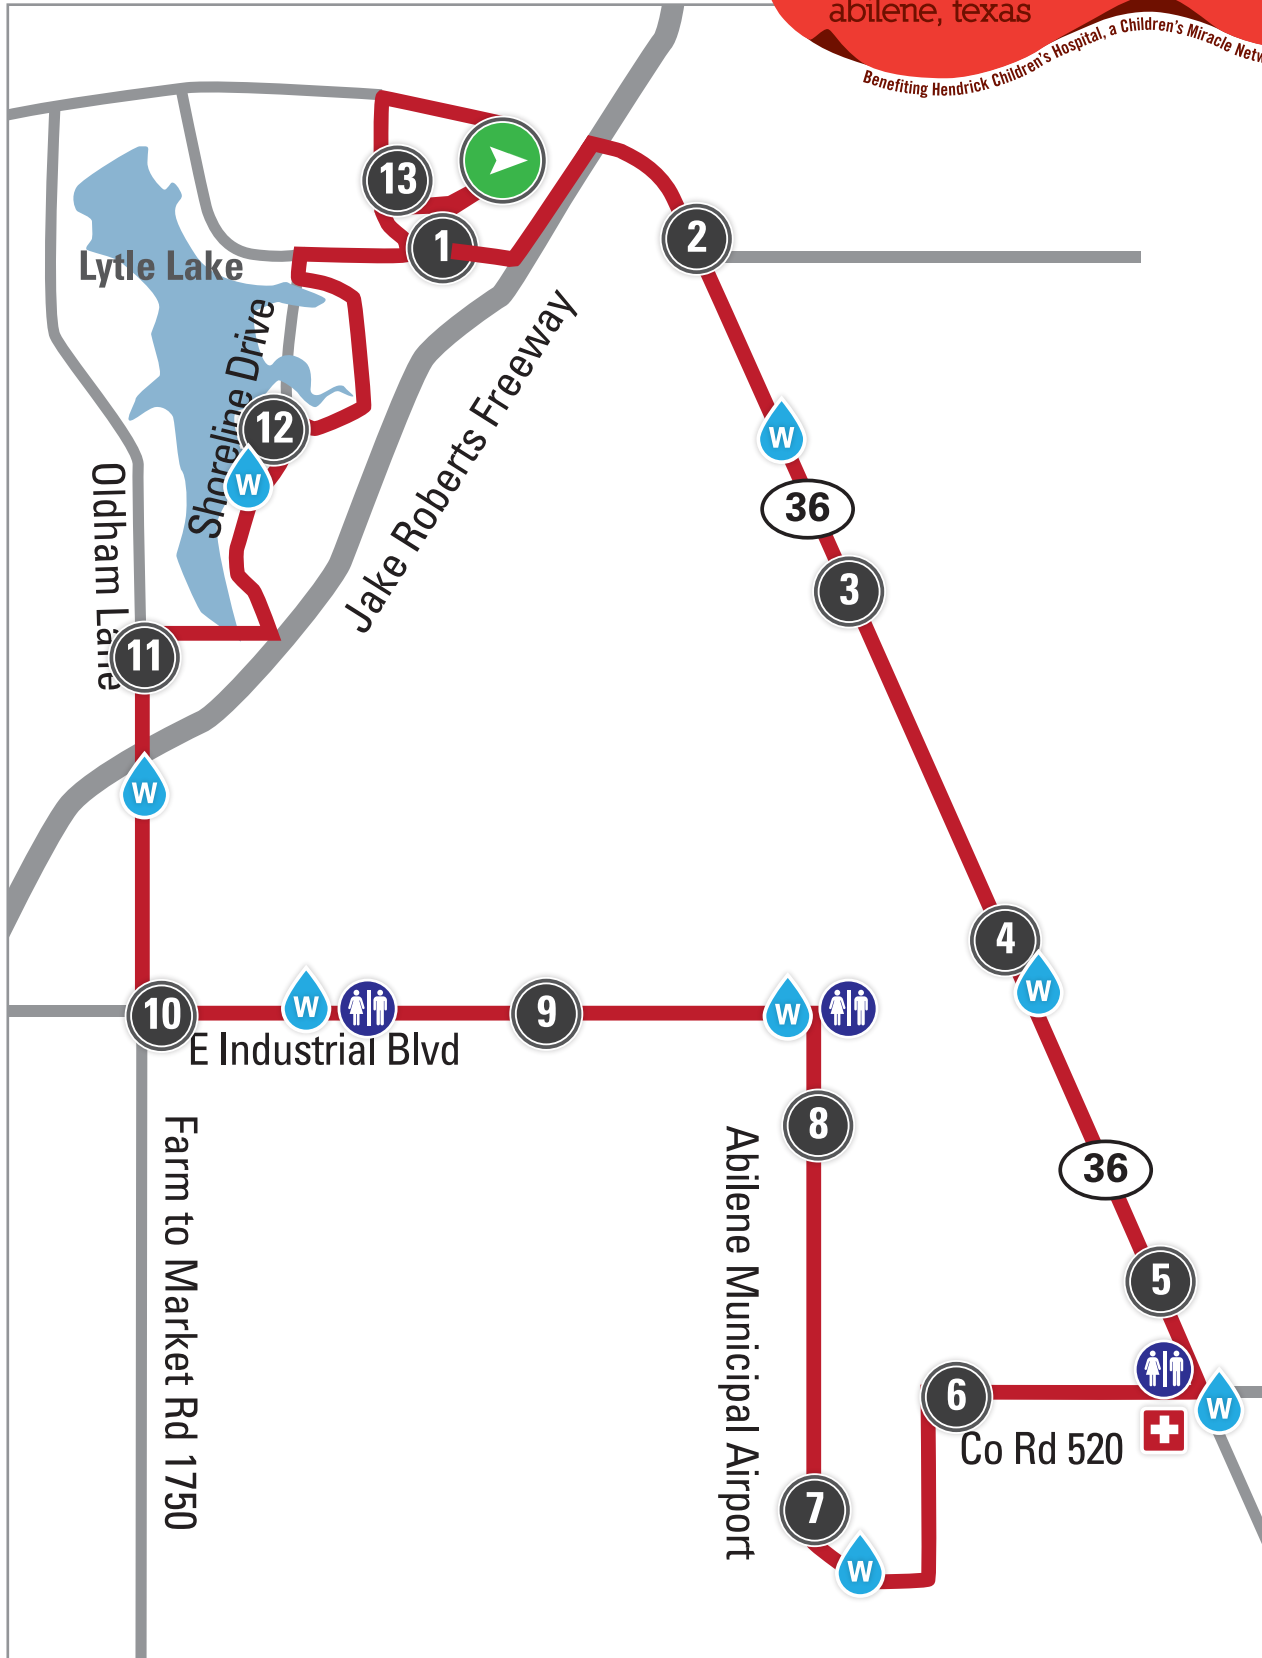 abilene, texas
Benefiting Hendrick Children's Hospital, a Children's Miracle
13
1
2
Lytle Lake
Shoreline Drive
Jake Roberts Freeway
12
W
W
36
3
Oldham Lane
11
W
4
W
10
W
9
W
E Industrial Blvd
8
Farm to Market Rd 1750
Abilene Municipal Airport
36
5
6
W
Co Rd 520
7
W